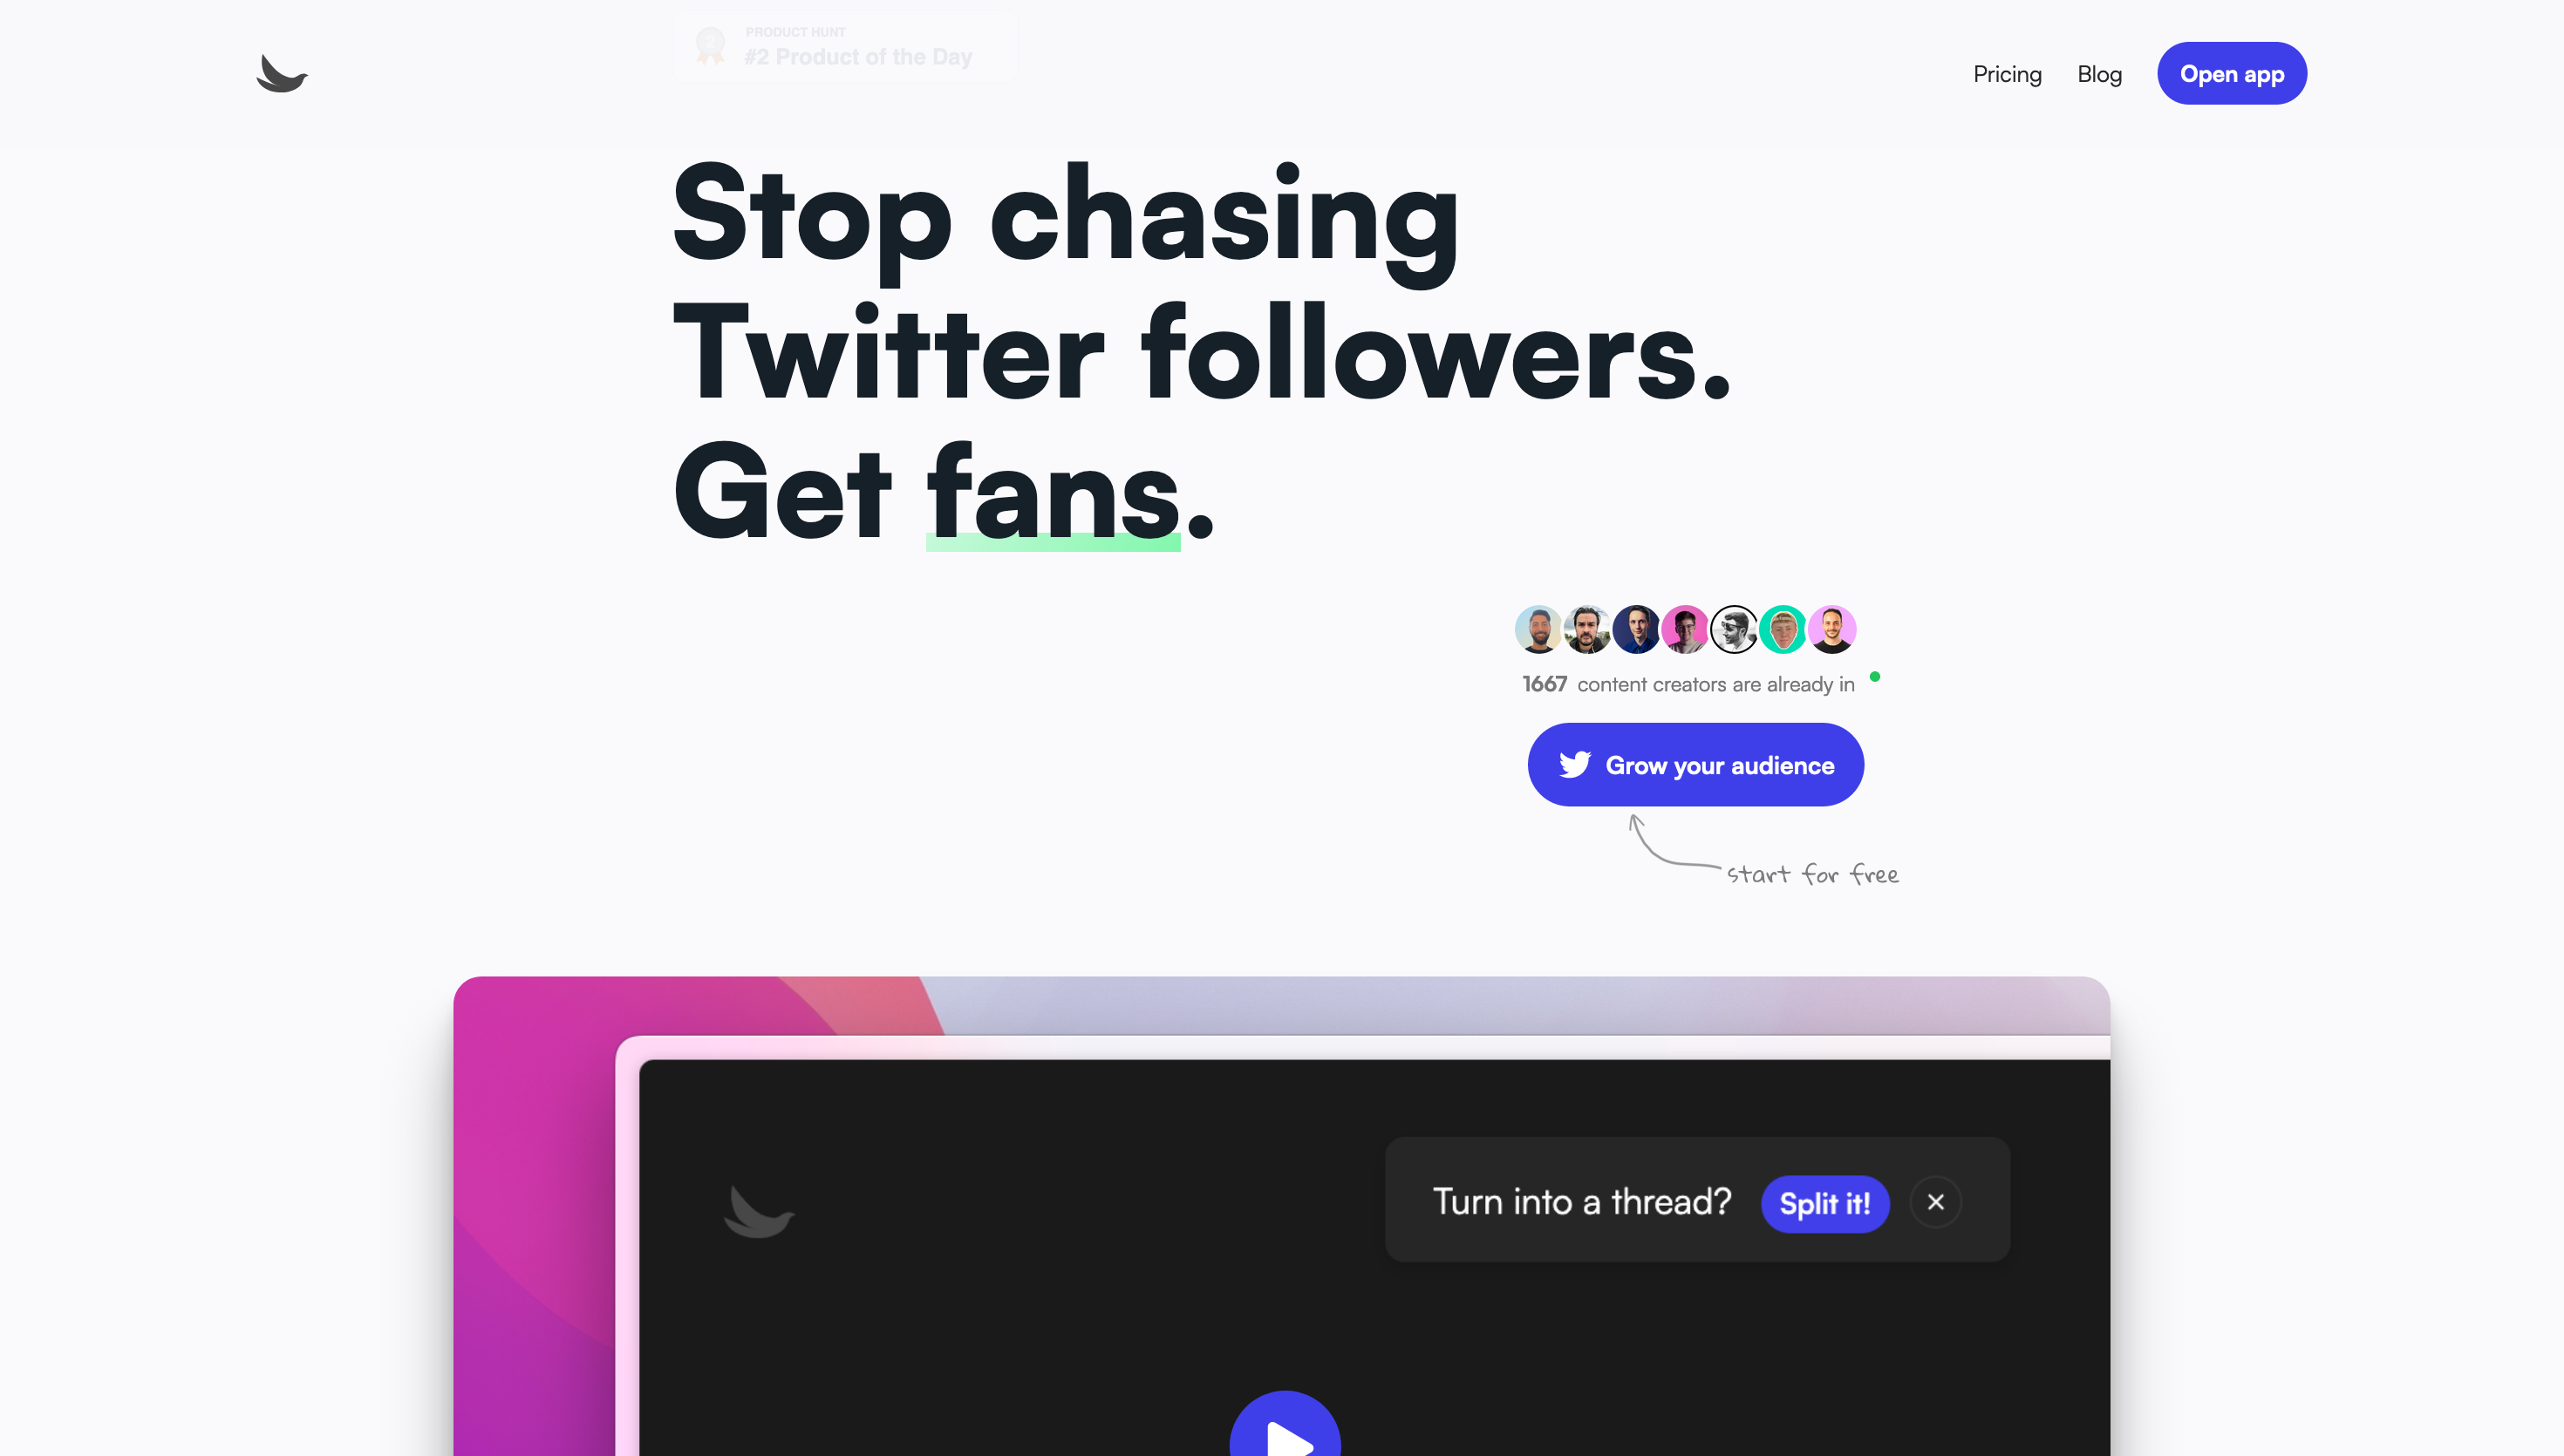 PRODUCT HUNT
#2 Product of the Day
Pricing
Blog
Open app
Stop chasing
Twitter followers.
Get fans.
1667 content creators are already in
Grow your audience
start for free
Turn into a thread? Split it!